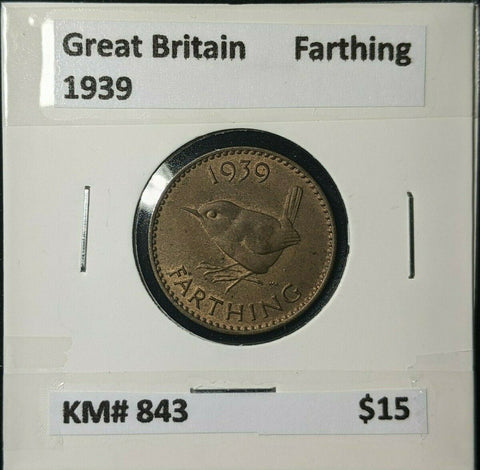 Great Britain Farthing
1939
1939
FARTHING
KM# 843 $15